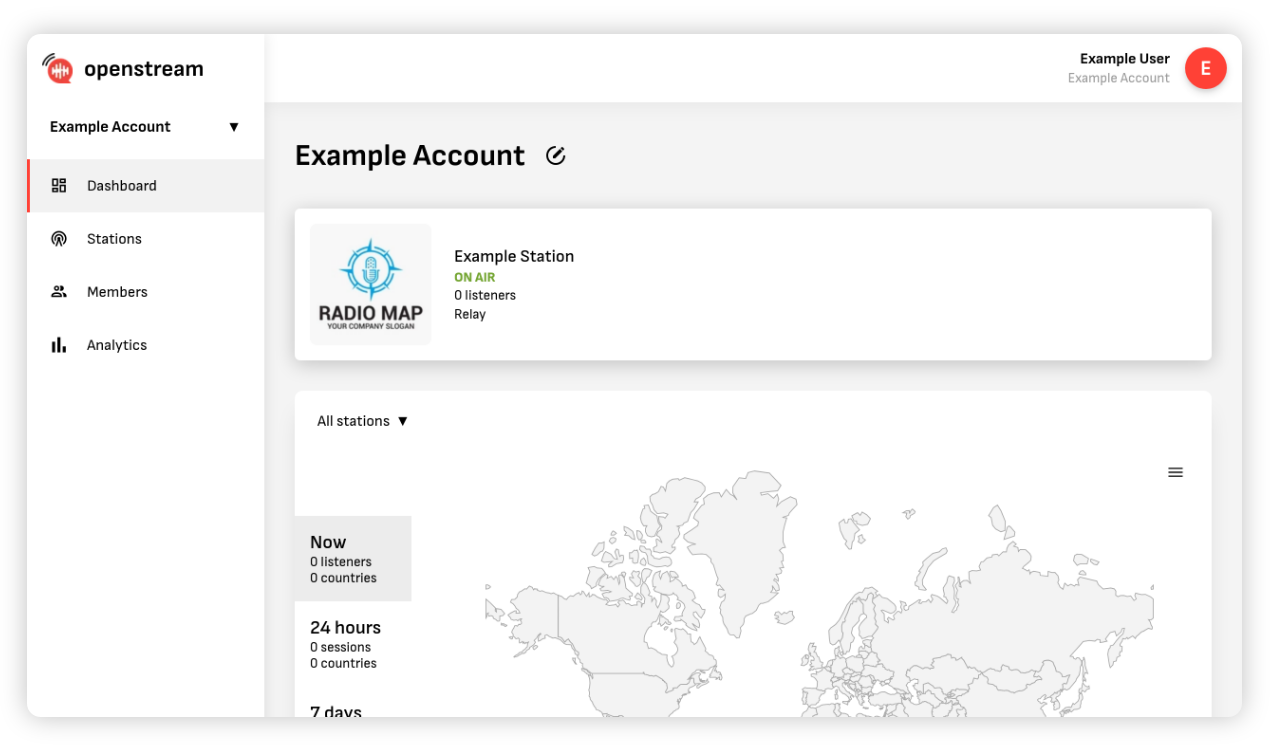 openstream
Example User
Example Account
E
Example Account
Dashboard
Stations
Members
Analytics
Example Account
RADIO MAP
YOUR COMPANY SLOGAN
Example Station
ON AIR
0 listeners
Relay
All stations
Now
0 listeners
0 countries
24 hours
0 sessions
0 countries
7 days